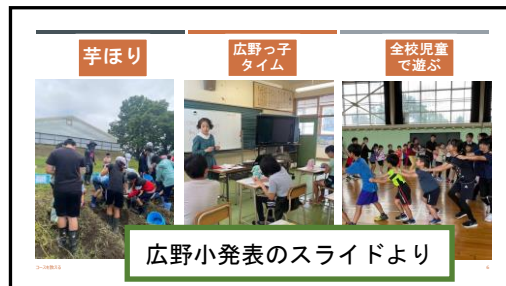 芋ほり
広野っ子
タイム
全校児童
で遊ぶ
広野小発表のスライドより